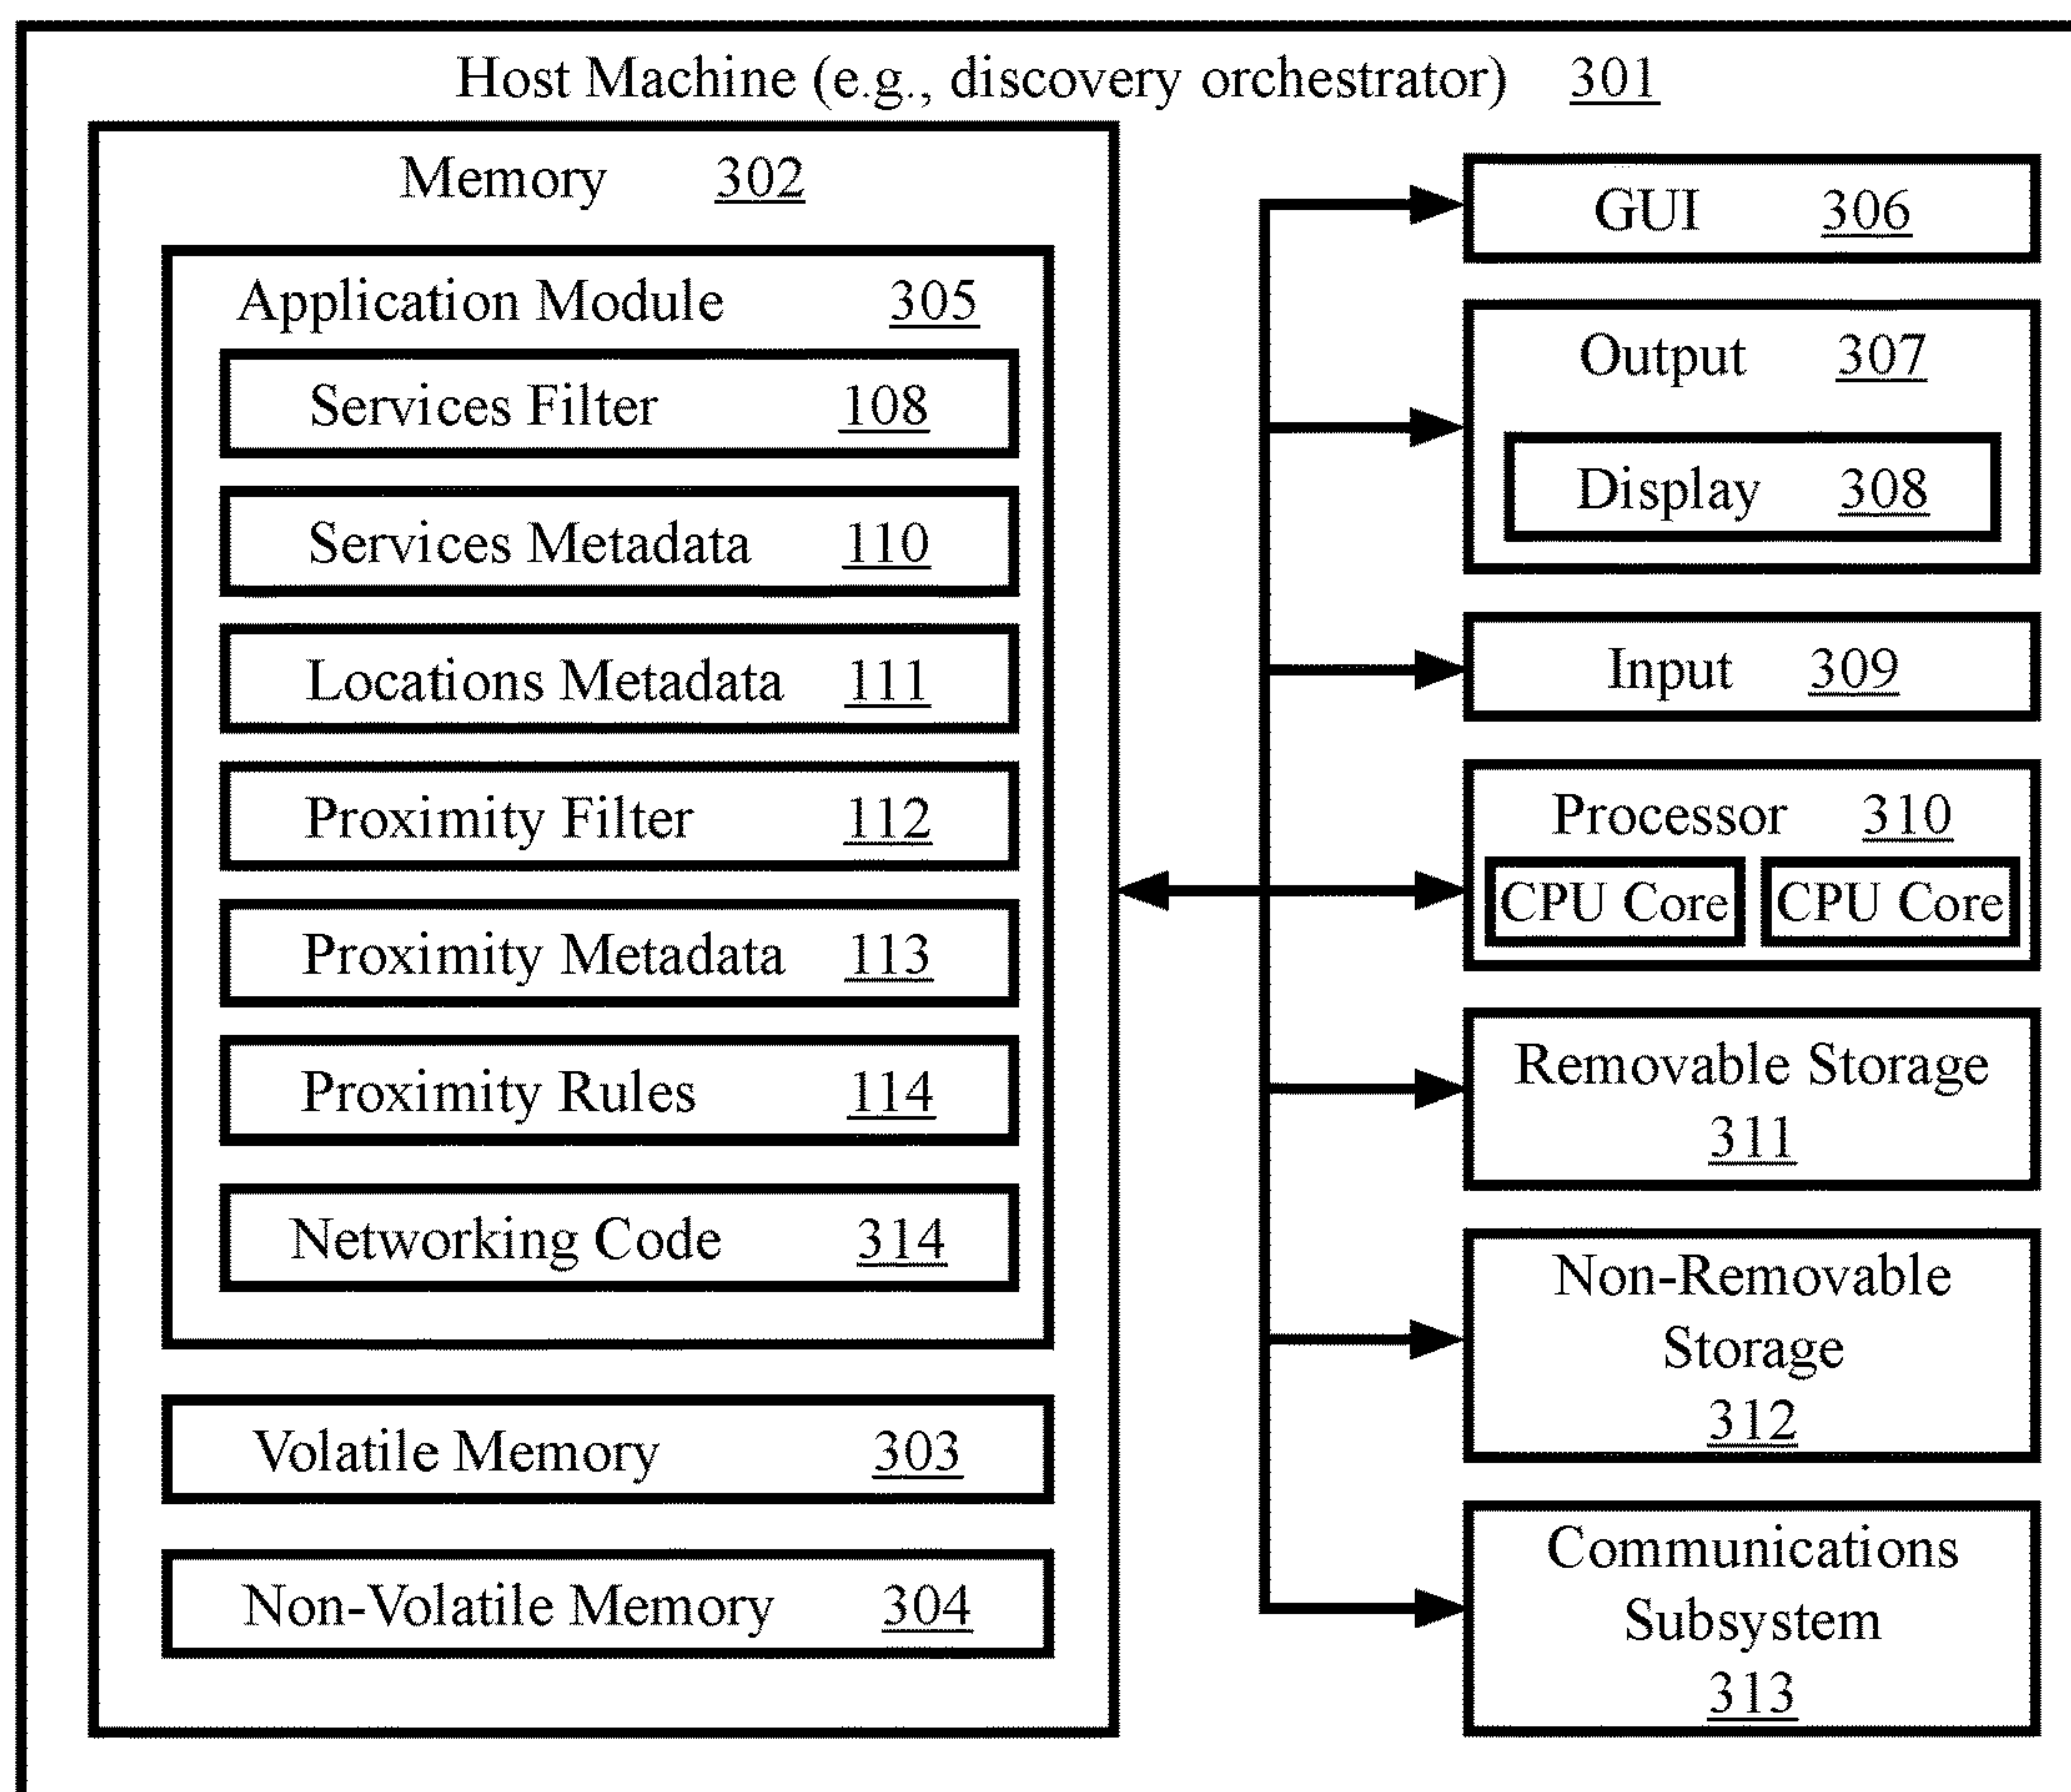 Host Machine (e.g., discovery orchestrator) 301
Memory 302
Application Module 305
Services Filter 108
Services Metadata 110
Locations Metadata 111
Proximity Filter 112
Proximity Metadata 113
Proximity Rules 114
Networking Code 314
Volatile Memory 303
Non-Volatile Memory 304
GUI 306
Output 307
Display 308
Input 309
Processor 310
CPU Core CPU Core
Removable Storage
311
Non-Removable
Storage
312
Communications
Subsystem
313